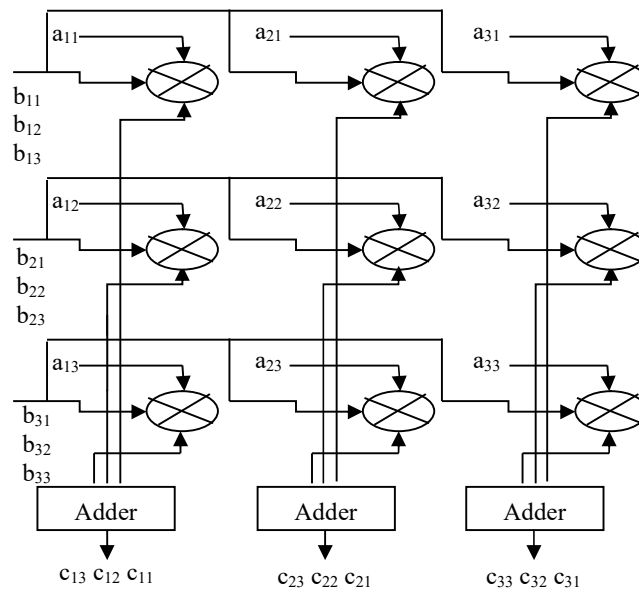 a₁₁ a₂₁ a₃₁
b₁₁
b₁₂
b₁₃
a₁₂ a₂₂ a₃₂
b₂₁
b₂₂
b₂₃
a₁₃ a₂₃ a₃₃
b₃₁
b₃₂
b₃₃
Adder Adder Adder
c₁₃ c₁₂ c₁₁ c₂₃ c₂₂ c₂₁ c₃₃ c₃₂ c₃₁